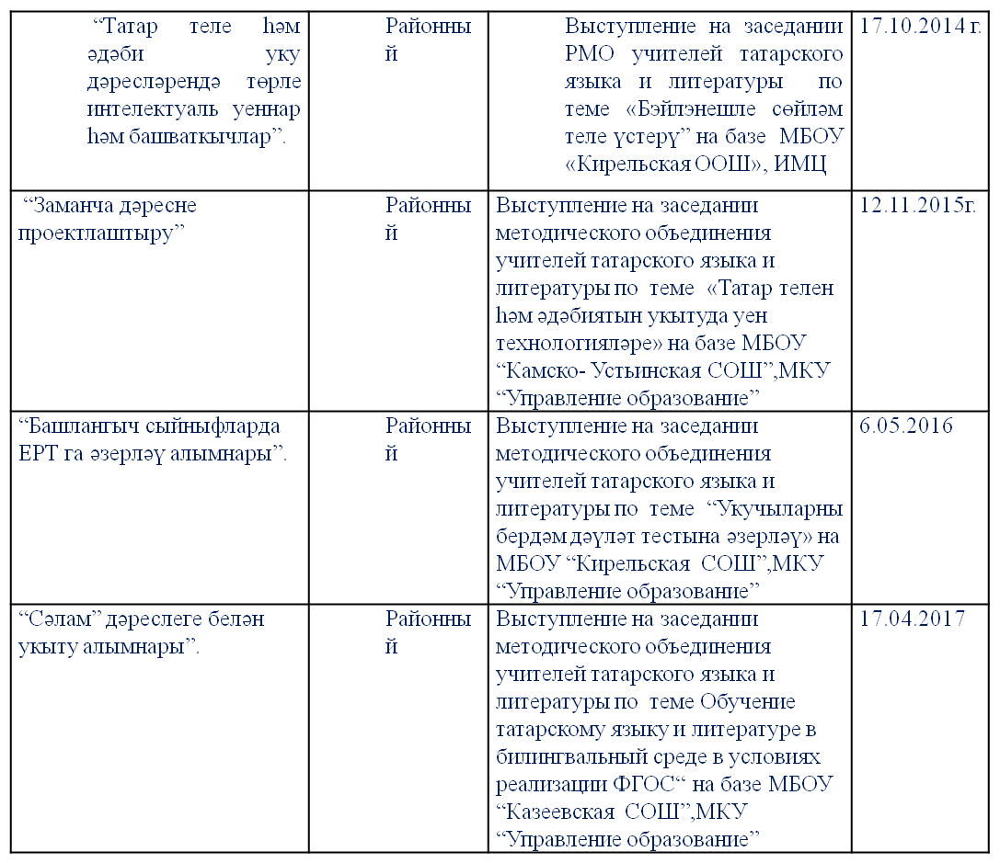 “Татар теле һәм
әдәби уку
дәресләрендә төрле
интелектуаль уеннар
һәм башваткычлар”.
Районны
й
Выступление на заседании
РМО учителей татарского
языка и литературы по
теме «Бэйлэнешле сөйләм
теле үстерү” на базе МБОУ
«Кирельская ООШ», ИМЦ
17.10.2014 г.
“Заманча дәресне
проектлаштыру”
Районны
й
Выступление на заседании
методического объединения
учителей татарского языка и
литературы по теме «Татар телен
һәм әдәбиятын укытуда уен
технологияләре» на базе МБОУ
“Камско- Устьинская СОШ”,МКУ
“Управление образование”
12.11.2015г.
“Башлангыч сыйныфларда
ЕРТ га әзерләү алымнары”.
Районны
й
Выступление на заседании
методического объединения
учителей татарского языка и
литературы по теме “Укучыларны
бердәм дәүләт тестына әзерләү» на
МБОУ “Кирельская СОШ”,МКУ
“Управление образование”
6.05.2016
“Сәлам” дәреслеге белән
укыту алымнары”.
Районны
й
Выступление на заседании
методического объединения
учителей татарского языка и
литературы по теме Обучение
татарскому языку и литературе в
билингвальный среде в условиях
реализации ФГОС“ на базе МБОУ
“Казеевская СОШ”,МКУ
“Управление образование”
17.04.2017